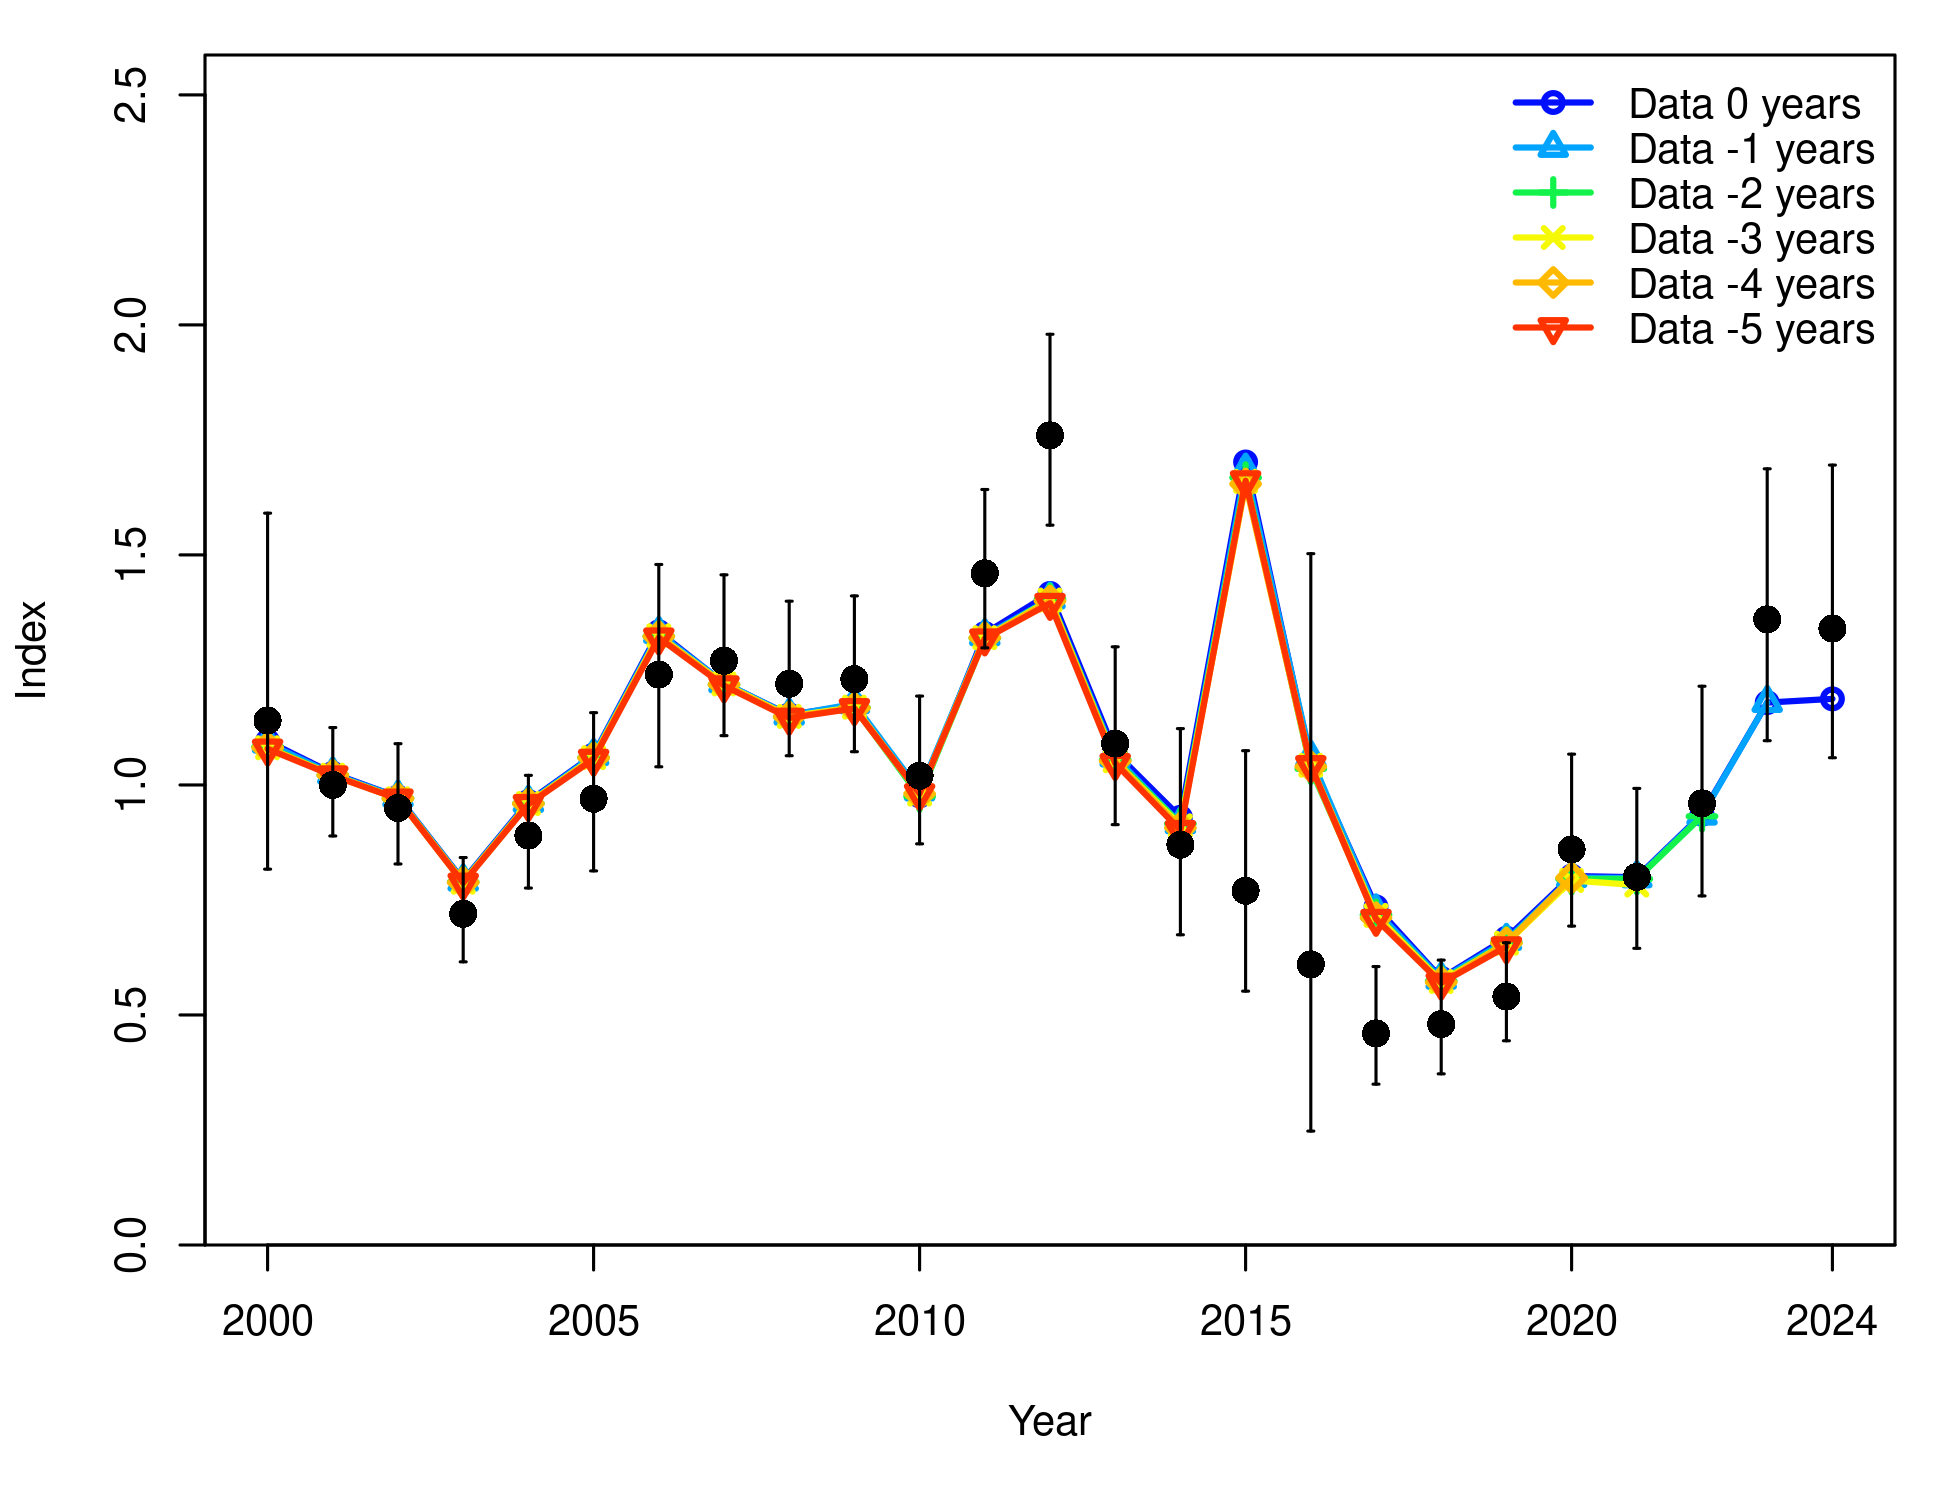 2.5
2.0
1.5
1.0
0.5
0.0
Index
Data 0 years
Data -1 years
Data -2 years
Data -3 years
Data -4 years
Data -5 years
2000 2005 2010 2015 2020 2024
Year